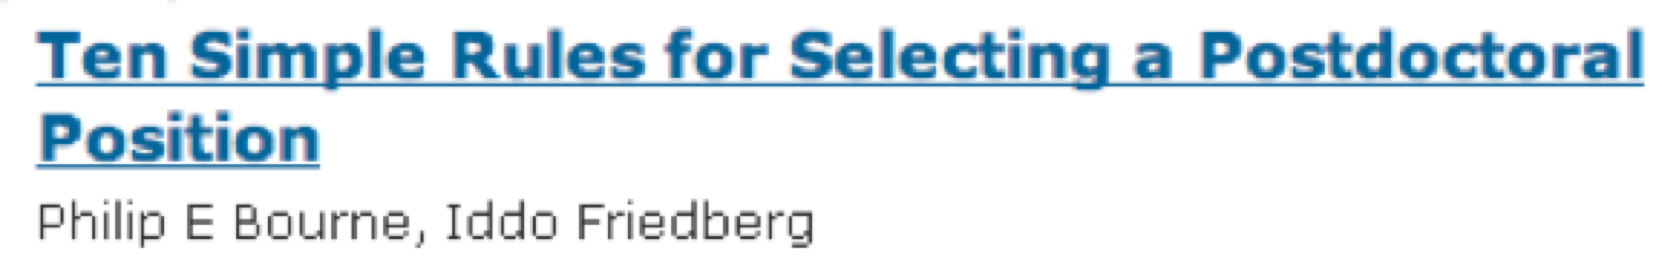 Ten Simple Rules for Selecting a Postdoctoral
Position
Philip E Bourne, Iddo Friedberg